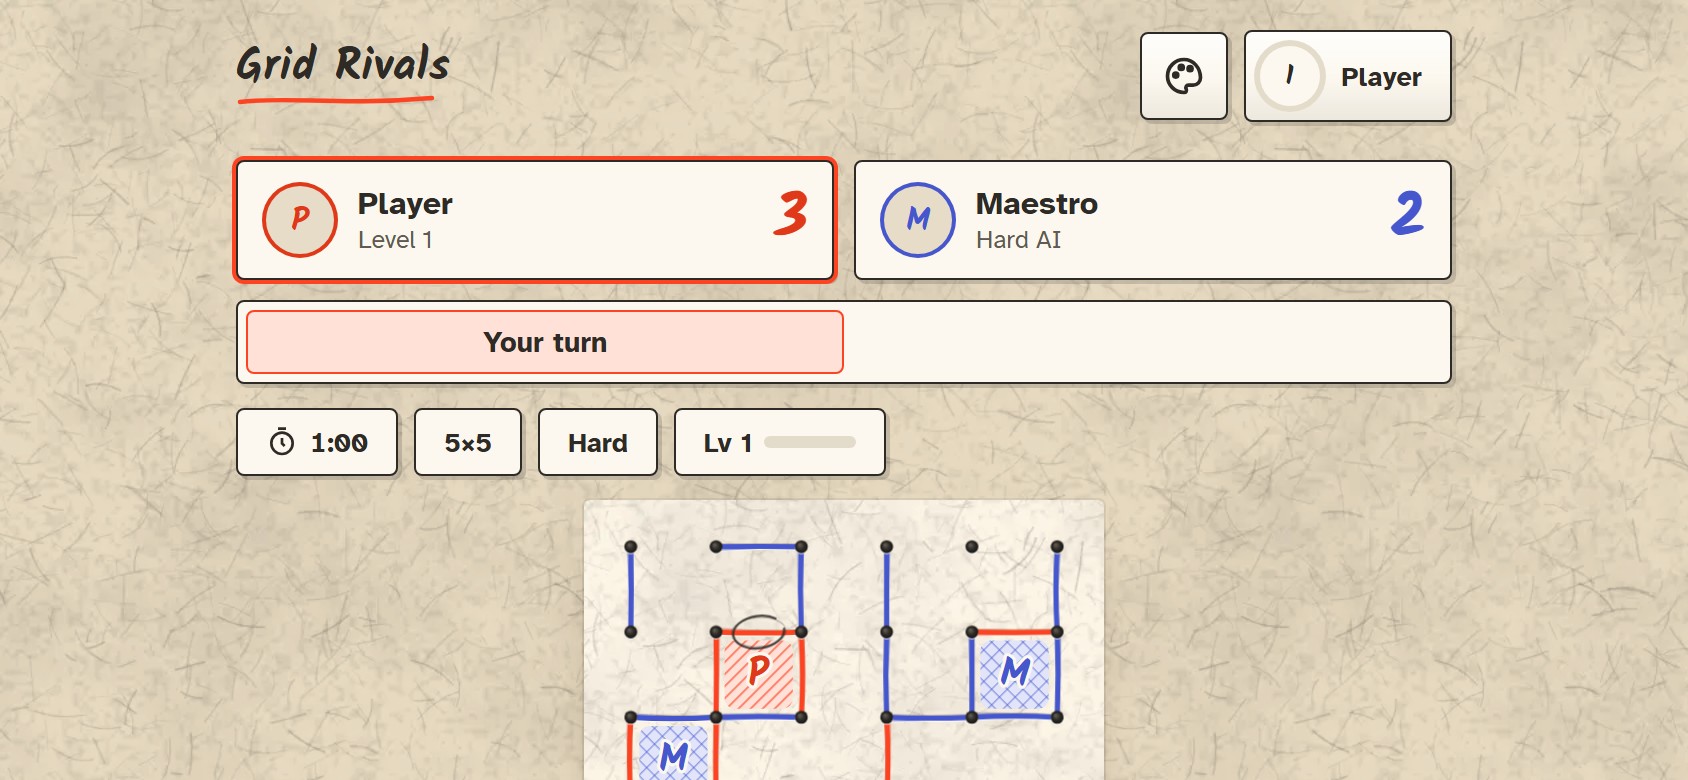 Grid Rivals
Player
P
Player
Level 1
3
M
Maestro
Hard AI
2
Your turn
1:00
5×5
Hard
Lv 1
P
M
M